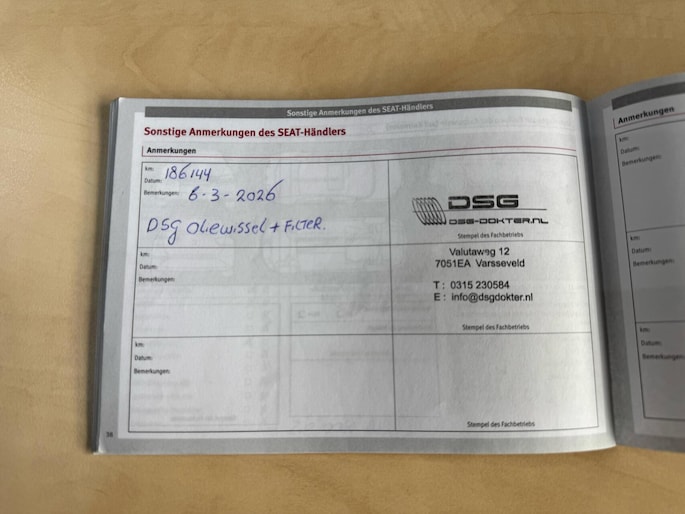 Sonstige Anmerkungen des SEAT-Händlers
Sonstige Anmerkungen des SEAT-Händlers
Anmerkungen
km: 186144
Datum:
Bemerkungen: 6-3-2026
DSG Oliewissel + FilteR.
DSG
DSG-DOKTER.NL
Stempel des Fachbetriebs
km:
Datum:
Bemerkungen:
Valutaweg 12
7051EA Varsseveld
T: 0315 230584
E: info@dsgdokter.nl
Stempel des Fachbetriebs
km:
Datum:
Bemerkungen:
Stempel des Fachbetriebs
56
Anmerkungen
km:
Datum:
Bemerkungen:
km:
Datum:
Bemerkungen:
km:
Datum:
Bemerkungen: